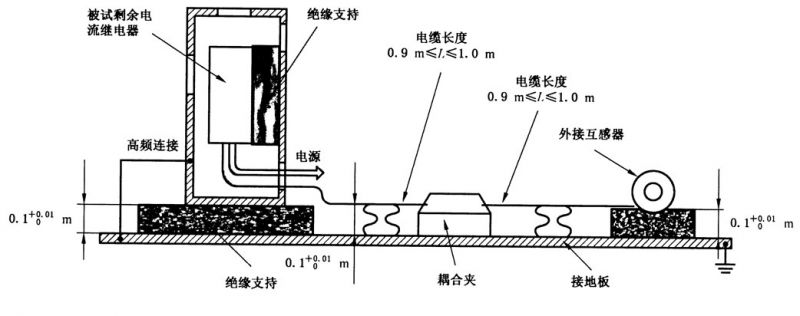 被试剩余电
流继电器
绝缘支持
电缆长度
0.9 m≤L≤1.0 m
电缆长度
0.9 m≤L≤1.0 m
高频连接
电源
外接互感器
0.1+0.01 0 m
0.1+0.01 0 m
0.1+0.01 0 m
绝缘支持
耦合夹
接地板